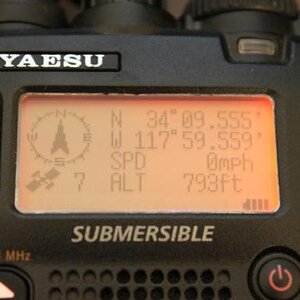 YAESU
N 34°09.555'
W 117°59.559
SPD 0mph
7 ALT 793ft
N
W E
S
SUBMERSIBLE
MHz